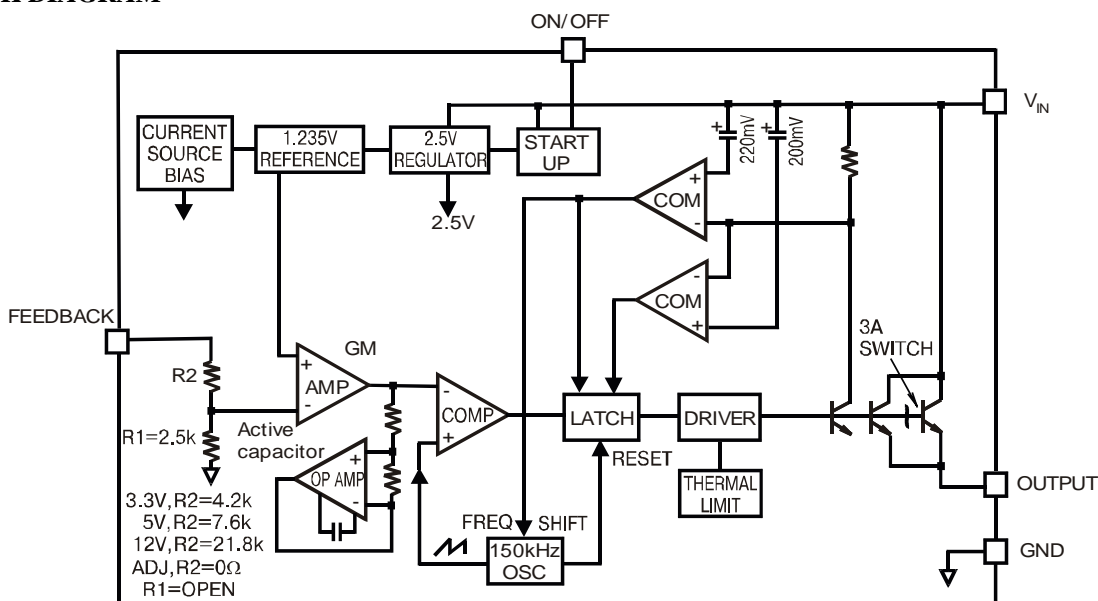 ON/OFF
V_IN
CURRENT
SOURCE
BIAS
1.235V
REFERENCE
2.5V
REGULATOR
START
UP
+
220mV
+
200mV
2.5V
+
COM
-
-
COM
+
FEEDBACK
R2
R1=2.5k
3.3V,R2=4.2k
5V,R2=7.6k
12V,R2=21.8k
ADJ,R2=0Ω
R1=OPEN
GM
+
AMP
-
Active
capacitor
+
OP AMP
-
-
COMP
+
LATCH
RESET
DRIVER
THERMAL
LIMIT
3A
SWITCH
FREQ SHIFT
150kHz
OSC
OUTPUT
GND